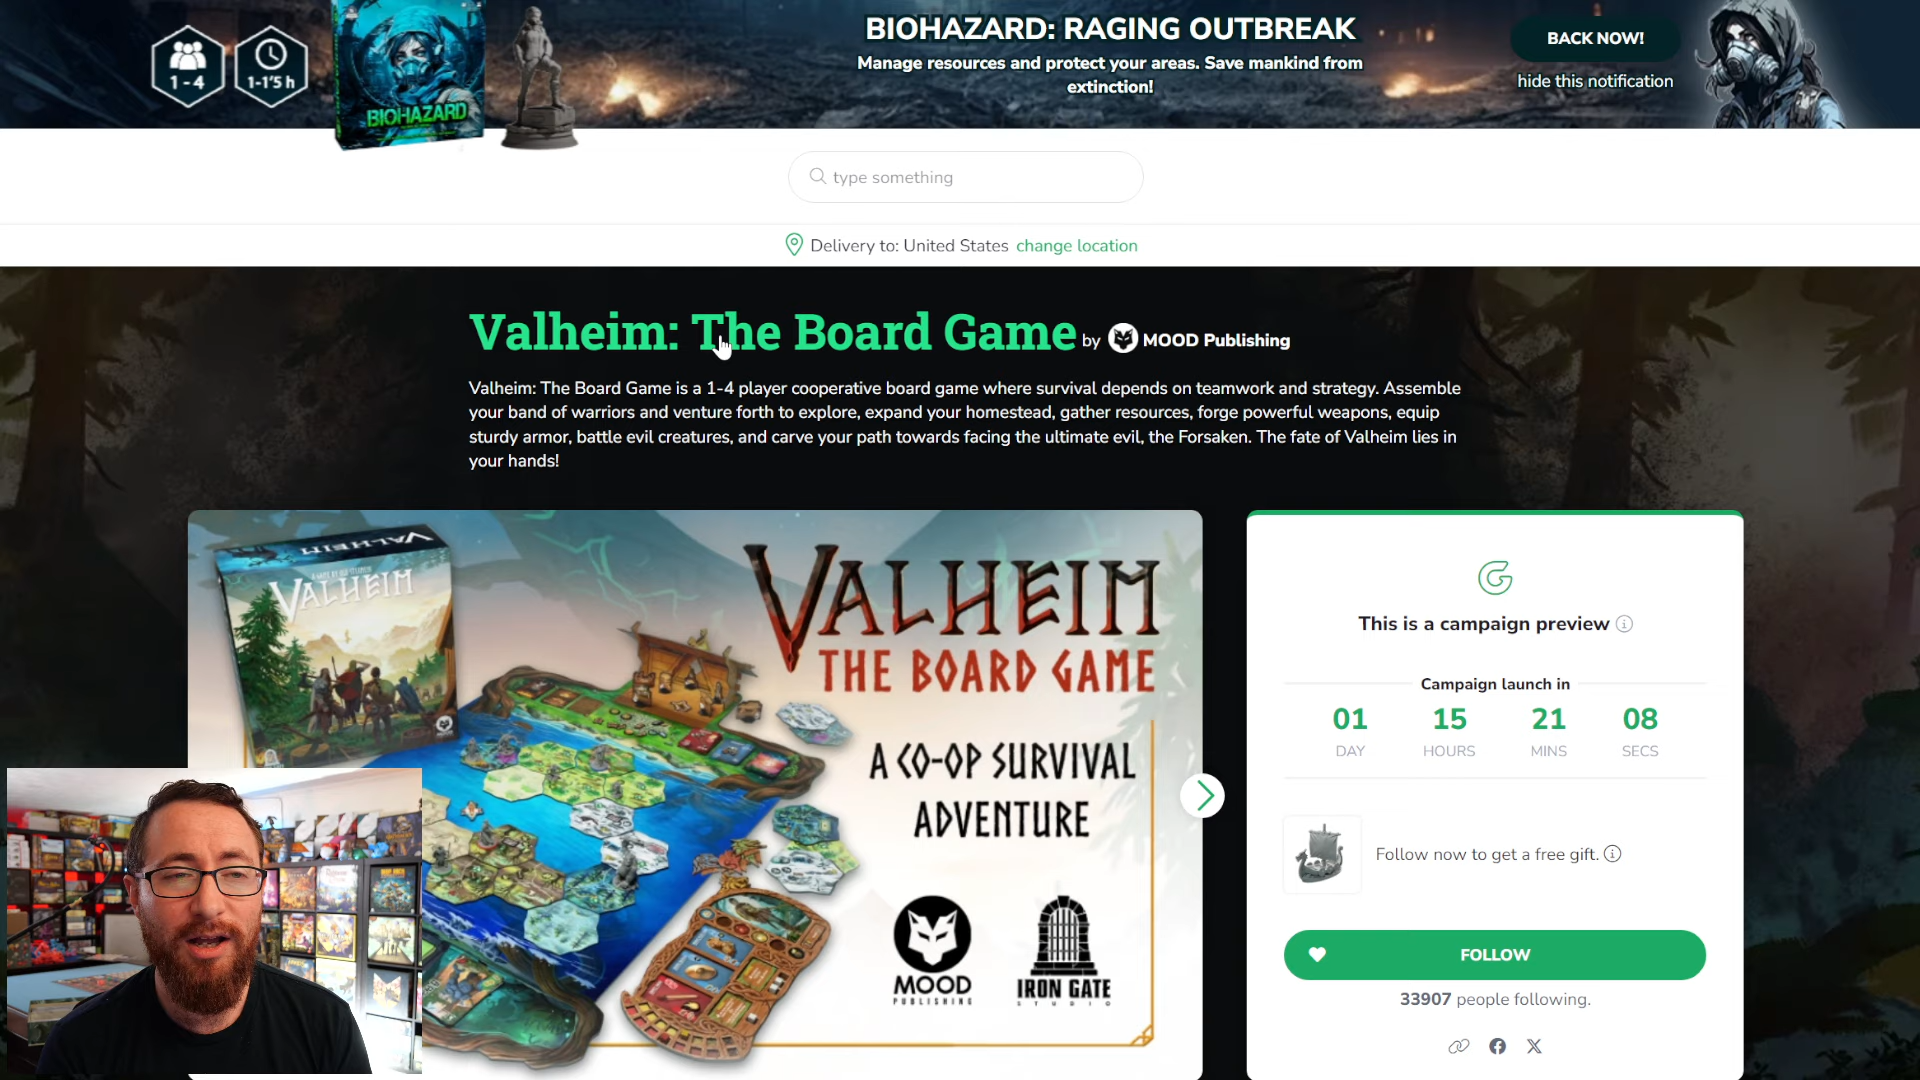 1 - 4
1-1'5 h
BIOHAZARD
BIOHAZARD: RAGING OUTBREAK
Manage resources and protect your areas. Save mankind from
extinction!
BACK NOW!
hide this notification
type something
Delivery to: United States change location
Valheim: The Board Game by MOOD Publishing
Valheim: The Board Game is a 1-4 player cooperative board game where survival depends on teamwork and strategy. Assemble
your band of warriors and venture forth to explore, expand your homestead, gather resources, forge powerful weapons, equip
sturdy armor, battle evil creatures, and carve your path towards facing the ultimate evil, the Forsaken. The fate of Valheim lies in
your hands!
VALHEIM
VALHEIM
VALHEIM
THE BOARD GAME
A CO-OP SURVIVAL
ADVENTURE
MOOD
PUBLISHING
IRON GATE
STUDIO
This is a campaign preview
Campaign launch in
01 15 21 08
DAY HOURS MINS SECS
Follow now to get a free gift.
FOLLOW
33907 people following.